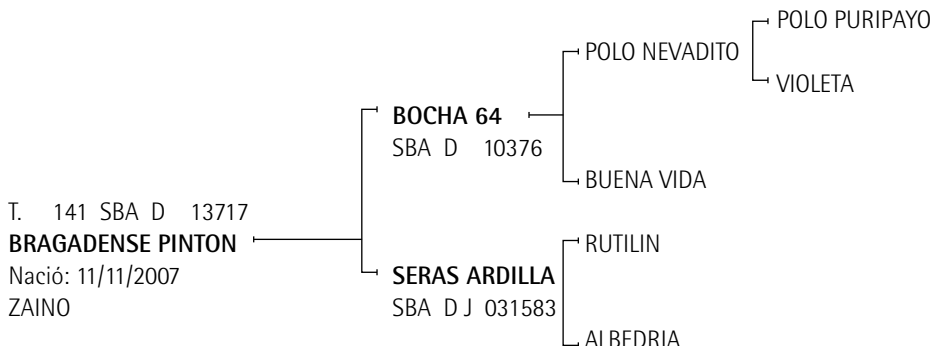 T. 141 SBA D 13717
BRAGADENSE PINTON
Nació: 11/11/2007
ZAINO
BOCHA 64
SBA D 10376
SERAS ARDILLA
SBA D J 031583
POLO NEVADITO
BUENA VIDA
RUTILIN
ALBEDRIA
POLO PURIPAYO
VIOLETA